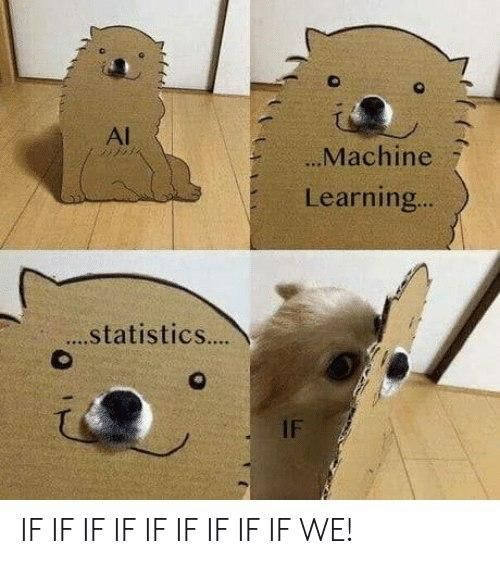 AI
...Machine
Learning...
....statistics....
IF
IF IF IF IF IF IF IF IF IF WE!